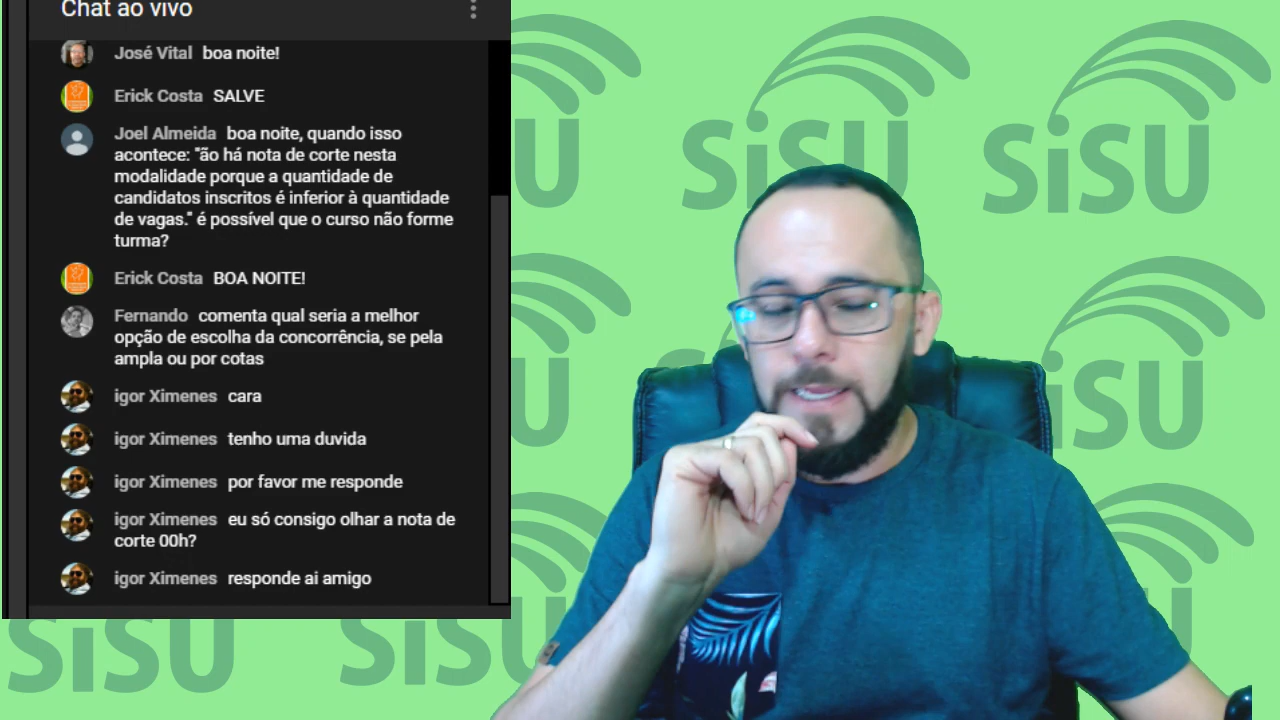 Chat ao vivo
José Vital boa noite!
Erick Costa SALVE
Joel Almeida boa noite, quando isso
acontece: "ão há nota de corte nesta
modalidade porque a quantidade de
candidatos inscritos é inferior à quantidade
de vagas." é possível que o curso não forme
turma?
Erick Costa BOA NOITE!
Fernando comenta qual seria a melhor
opção de escolha da concorrência, se pela
ampla ou por cotas
igor Ximenes cara
igor Ximenes tenho uma duvida
igor Ximenes por favor me responde
igor Ximenes eu só consigo olhar a nota de
corte 00h?
igor Ximenes responde ai amigo
SiSU
SiSU
SiSU
SiSU
SiSU